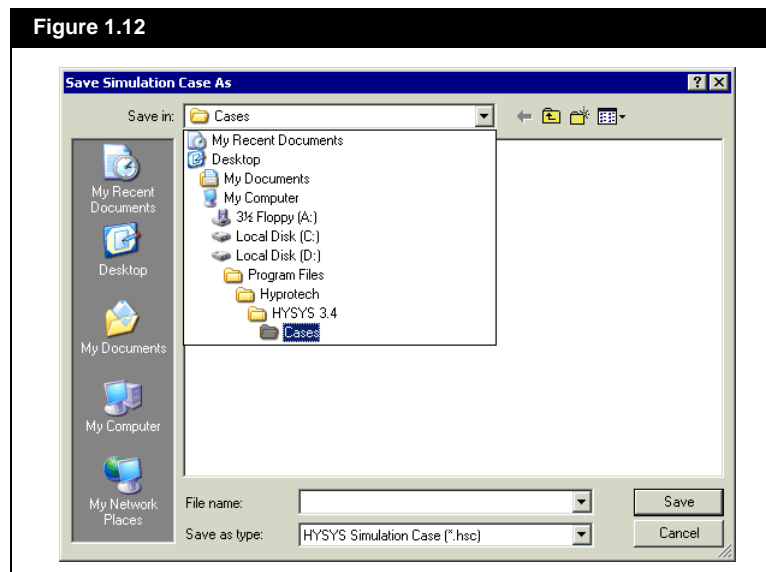 Figure 1.12
Save Simulation Case As
Save in:
Cases
My Recent Documents
Desktop
My Documents
My Computer
3½ Floppy (A:)
Local Disk (C:)
Local Disk (D:)
Program Files
Hyprotech
HYSYS 3.4
Cases
My Recent
Documents
Desktop
My Documents
My Computer
My Network
Places
File name:
Save
Save as type:
HYSYS Simulation Case (*.hsc)
Cancel